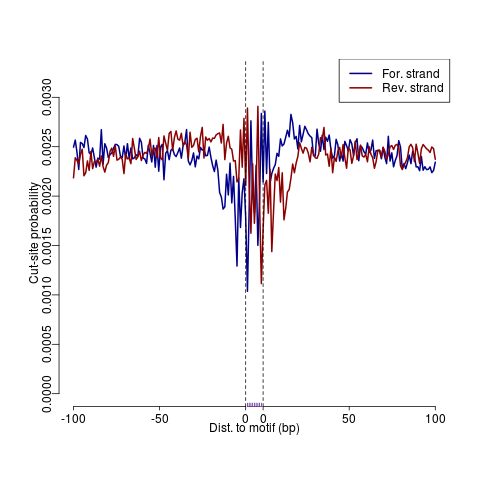 For. strand
Rev. strand
Cut-site probability
0.0030
0.0025
0.0020
0.0015
0.0010
0.0005
0.0000
-100 -50 0 0 50 100
Dist. to motif (bp)